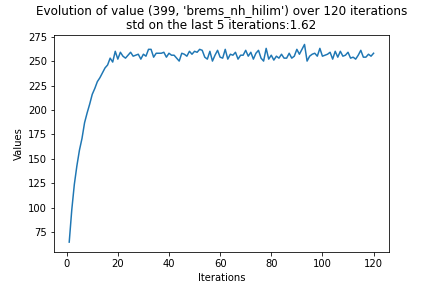 Evolution of value (399, 'brems_nh_hilim') over 120 iterations
std on the last 5 iterations:1.62
275
250
225
200
175
150
125
100
75
Values
0 20 40 60 80 100 120
Iterations